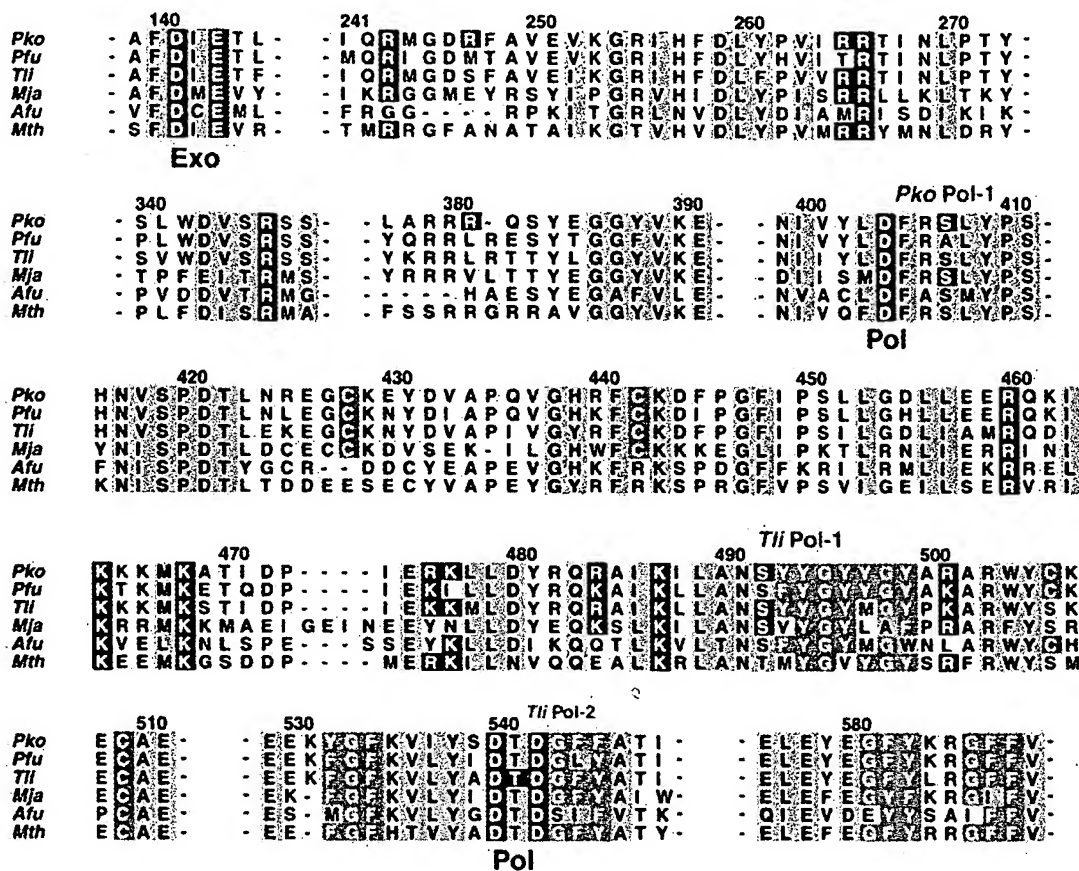 140 241 250 260 270
Pko - A F D I E T L - - I Q R M G D R F A V E V K G R I H F D L Y P V I R R T I N L P T Y -
Pfu - A F D I E T L - - M Q R I G D M T A V E V K G R I H F D L Y H V I T R T I N L P T Y -
Tli - A F D I E T F - - I Q R M G D S F A V E I K G R I H F D L F P V V R R T I N L P T Y -
Mja - A F D M E V Y - - I K R G G M E Y R S Y I P G R V H I D L Y P I S R R L L K L T K Y -
Afu - V F D C E M L - - F R G G - - - R P K I T G R L N V D L Y D I A M R I S D I K I K -
Mth - S F D I E V R - - T M R R G F A N A T A I K G T V H V D L Y P V M R R Y M N L D R Y -
Exo
340 380 390 400 Pko Pol-1 410
Pko - S L W D V S R S S - - L A R R R - Q S Y E G G Y V K E - - N I V Y L D F R S L Y P S -
Pfu - P L W D V S R S S - - Y Q R R L R E S Y T G G F V K E - - N I V Y L D F R A L Y P S -
Tli - S V W D V S R S S - - Y K R R L R T T Y L G G Y V K E - - N I I Y L D F R S L Y P S -
Mja - T P F E I T R M S - - Y R R R V L T T Y E G G Y V K E - - D I I S M D F R S L Y P S -
Afu - P V D D V T R M G - - - - - - H A E S Y E G A F V L E - - N V A C L D F A S M Y P S -
Mth - P L F D I S R M A - - F S S R R G R R A V G G Y V K E - - N I V Q F D F R S L Y P S -
Pol
420 430 440 450 460
Pko H N V S P D T L N R E G C K E Y D V A P Q V G H R F C K D F P G F I P S L L G D L L E E R Q K I
Pfu H N V S P D T L N L E G C K N Y D I A P Q V G H K F C K D I P G F I P S L L G H L L E E R Q K I
Tli H N V S P D T L E K E G C K N Y D V A P I V G Y R F C K D F P G F I P S I L G D L I A M R Q D I
Mja Y N I S P D T L D C E C C K D V S E K - I L G H W F C K K K E G L I P K T L R N L I E R R I N I
Afu F N I S P D T Y G C R - D D C Y E A P E V G H K F R K S P D G F F K R I L R M L I E K R R E L
Mth K N I S P D T L T D D E E S E C Y V A P E Y G Y R F R K S P R G F V P S V I G E I L S E R V R I
470 480 490 Tli Pol-1 500
Pko K K K M K A T I D P - - - - I E R K L L D Y R Q R A I K I L A N S Y Y G Y Y G Y A R A R W Y C K
Pfu K T K M K E T Q D P - - - - I E K I L L D Y R Q K A I K L L A N S F Y G Y Y G Y A K A R W Y C K
Tli K K K M K S T I D P - - - - I E K K M L D Y R Q R A I K L L A N S Y Y G Y M G Y P K A R W Y S K
Mja K R R M K K M A E I G E I N E E Y N L L D Y E Q K S L K I L A N S V Y G Y L A F P R A R F Y S R
Afu K V E L K N L S P E - - - S S E Y K L L D I K Q Q T L K V L T N S F Y G Y M G W N L A R W Y C H
Mth K E E M K G S D D P - - - - M E R K I L N V Q Q E A L K R L A N T M Y G V Y G Y S R F R W Y S M
510 530 540 Tli Pol-2 580
Pko E C A E - - E E K Y G F K V I Y S D T D G F F A T I - - E L E Y E G F Y K R G F F V -
Pfu E C A E - - E E K F G F K V L Y I D T D G L Y A T I - - E L E Y E G F Y K R G F F V -
Tli E C A E - - E E K F G F K V L Y A D T D G F Y A T I - - E L E Y E G F Y L R G F F V -
Mja E C A E - - E K - F G F K V L Y I D T D G F Y A I W - - E L E F E G F Y K R G I F V -
Afu P C A E - - E S - M G F K V L Y G D T D S I F V T K - - Q I E V D E Y Y S A I F F V -
Mth E C A E - - E E - F G F H T V Y A D T D G F Y A T Y - - E L E F E G F Y R R G F F V -
Pol